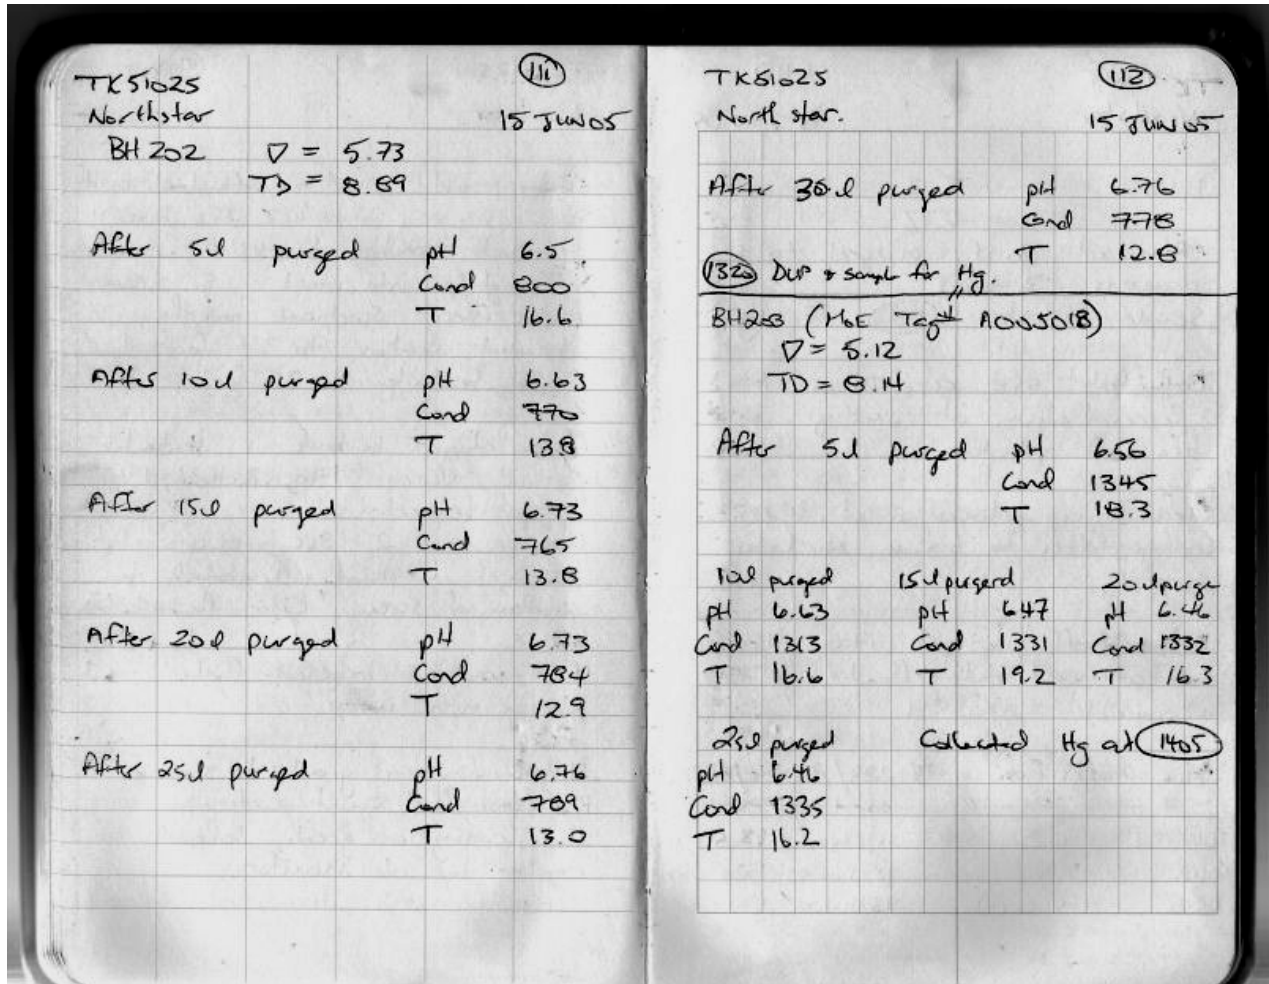 111
TK51025
Northstar
15 JUN 05
BH 202 ∇ = 5.73
TD = 8.89
After 5l purged pH 6.5
Cond 800
T 16.6
After 10l purged pH 6.63
Cond 770
T 13.8
After 15l purged pH 6.73
Cond 765
T 13.8
After 20l purged pH 6.73
Cond 784
T 12.9
After 25l purged pH 6.76
Cond 789
T 13.0
112
TK51025
North star.
15 JUN 05
After 30l purged pH 6.76
Cond 778
T 12.8
1320 DUP & sample for Hg.
BH203 (MoE Tag # A005018)
∇ = 5.12
TD = 8.14
After 5l purged pH 6.56
Cond 1345
T 18.3
10l purged 15l purgerd 20l purge
pH 6.63 pH 6.47 pH 6.46
Cond 1313 Cond 1331 Cond 1332
T 16.6 T 19.2 T 16.3
25l purged Collected Hg at 1405
pH 6.46
Cond 1335
T 16.2